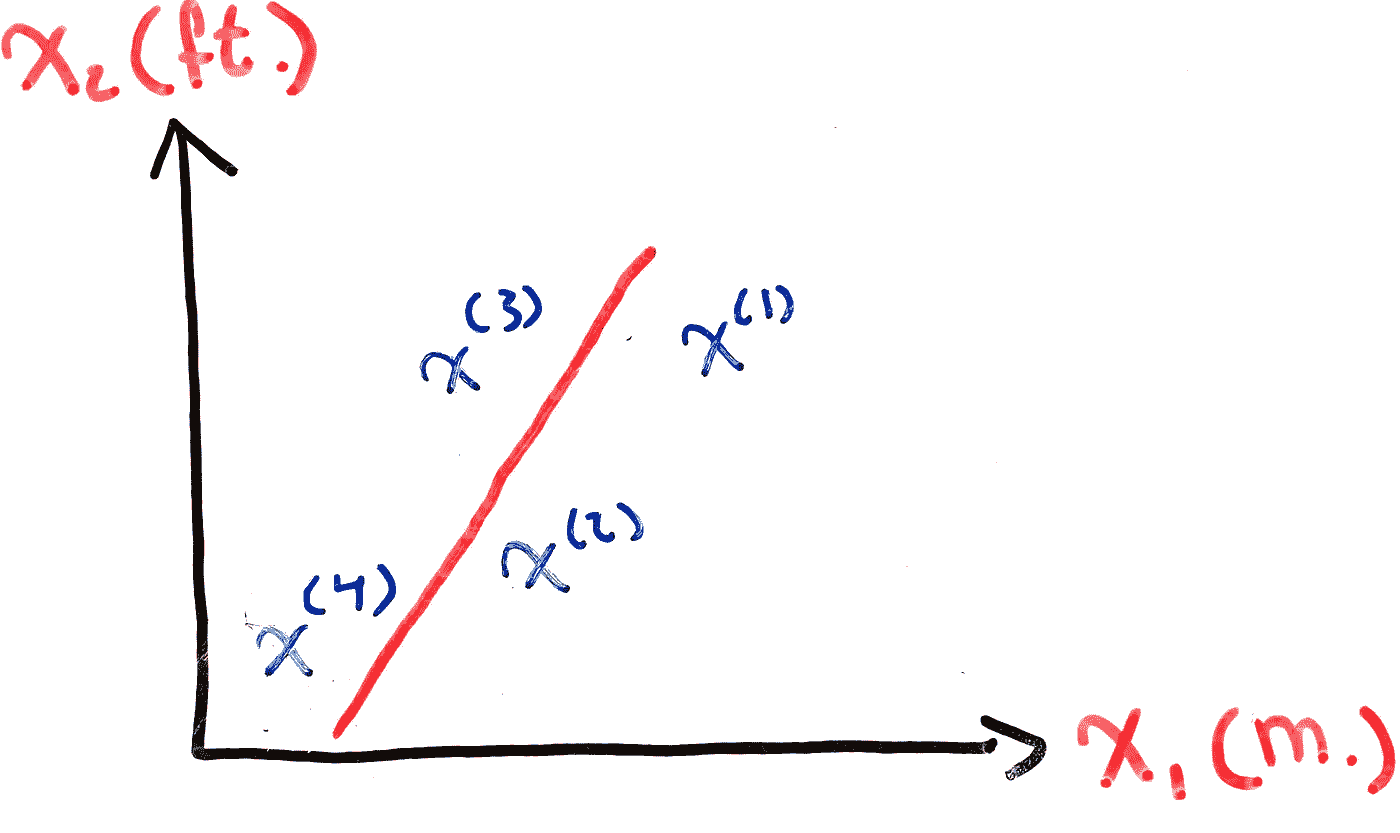 x₂ (ft.)
x⁽³⁾
x⁽¹⁾
x⁽²⁾
x⁽⁴⁾
x₁ (m.)